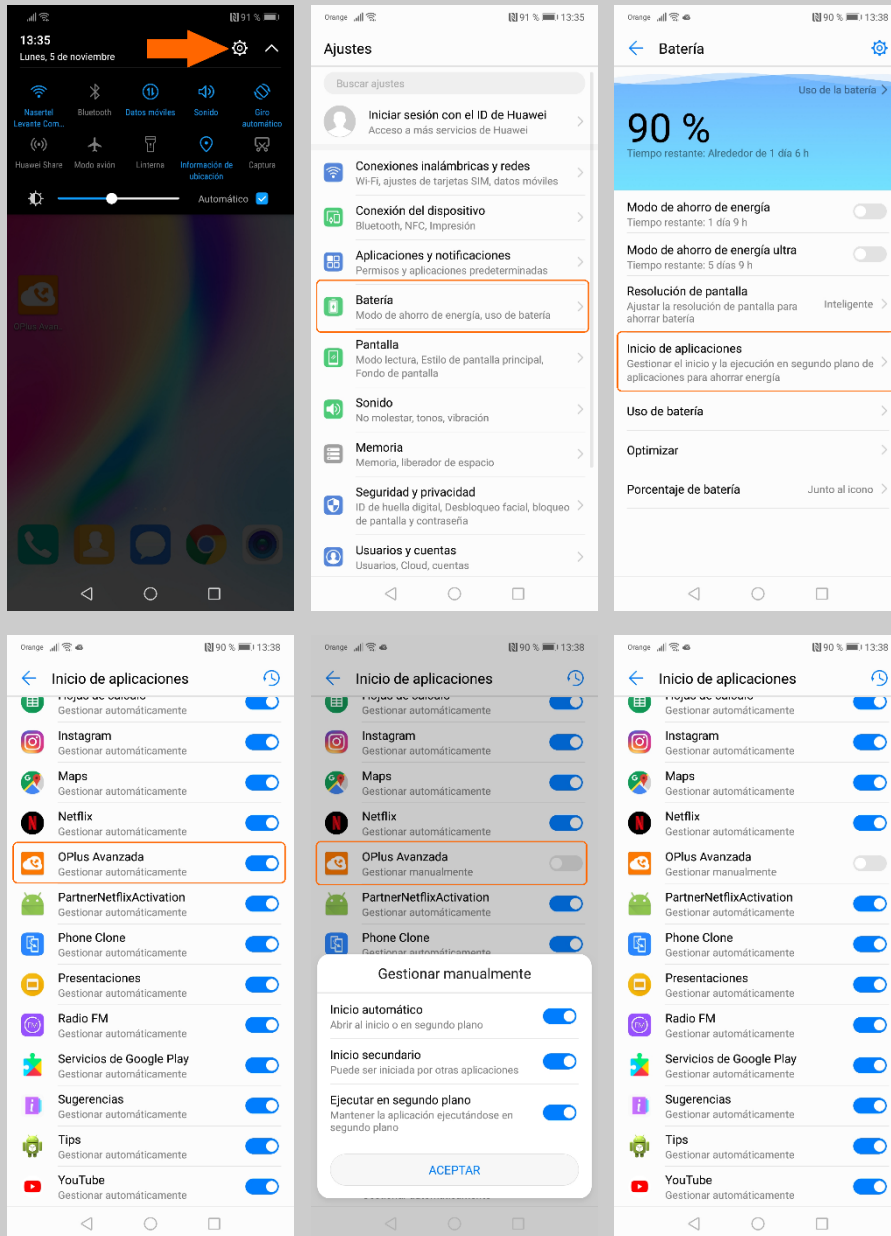 91 %
13:35
Lunes, 5 de noviembre
Nasertel
Levante Com...
Bluetooth
Datos móviles
Sonido
Giro
automático
Huawei Share
Modo avión
Linterna
Información de
ubicación
Captura
Automático
OPlus Avan...
Orange
91 %
13:35
Ajustes
Buscar ajustes
Iniciar sesión con el ID de Huawei
Acceso a más servicios de Huawei
Conexiones inalámbricas y redes
Wi-Fi, ajustes de tarjetas SIM, datos móviles
Conexión del dispositivo
Bluetooth, NFC, Impresión
Aplicaciones y notificaciones
Permisos y aplicaciones predeterminadas
Batería
Modo de ahorro de energía, uso de batería
Pantalla
Modo lectura, Estilo de pantalla principal,
Fondo de pantalla
Sonido
No molestar, tonos, vibración
Memoria
Memoria, liberador de espacio
Seguridad y privacidad
ID de huella digital, Desbloqueo facial, bloqueo
de pantalla y contraseña
Usuarios y cuentas
Usuarios, Cloud, cuentas
Orange
90 %
13:38
Batería
Uso de la batería
90 %
Tiempo restante: Alrededor de 1 día 6 h
Modo de ahorro de energía
Tiempo restante: 1 día 9 h
Modo de ahorro de energía ultra
Tiempo restante: 5 días 9 h
Resolución de pantalla
Ajustar la resolución de pantalla para
ahorrar batería
Inteligente
Inicio de aplicaciones
Gestionar el inicio y la ejecución en segundo plano de
aplicaciones para ahorrar energía
Uso de batería
Optimizar
Porcentaje de batería
Junto al icono
Orange
90 %
13:38
Inicio de aplicaciones
Hojas de cálculo
Gestionar automáticamente
Instagram
Gestionar automáticamente
Maps
Gestionar automáticamente
Netflix
Gestionar automáticamente
OPlus Avanzada
Gestionar automáticamente
PartnerNetflixActivation
Gestionar automáticamente
Phone Clone
Gestionar automáticamente
Presentaciones
Gestionar automáticamente
Radio FM
Gestionar automáticamente
Servicios de Google Play
Gestionar automáticamente
Sugerencias
Gestionar automáticamente
Tips
Gestionar automáticamente
YouTube
Gestionar automáticamente
Orange
90 %
13:38
Inicio de aplicaciones
Hojas de cálculo
Gestionar automáticamente
Instagram
Gestionar automáticamente
Maps
Gestionar automáticamente
Netflix
Gestionar automáticamente
OPlus Avanzada
Gestionar manualmente
PartnerNetflixActivation
Gestionar automáticamente
Phone Clone
Gestionar automáticamente
Gestionar manualmente
Inicio automático
Abrir al inicio o en segundo plano
Inicio secundario
Puede ser iniciada por otras aplicaciones
Ejecutar en segundo plano
Mantener la aplicación ejecutándose en
segundo plano
ACEPTAR
Orange
90 %
13:38
Inicio de aplicaciones
Hojas de cálculo
Gestionar automáticamente
Instagram
Gestionar automáticamente
Maps
Gestionar automáticamente
Netflix
Gestionar automáticamente
OPlus Avanzada
Gestionar manualmente
PartnerNetflixActivation
Gestionar automáticamente
Phone Clone
Gestionar automáticamente
Presentaciones
Gestionar automáticamente
Radio FM
Gestionar automáticamente
Servicios de Google Play
Gestionar automáticamente
Sugerencias
Gestionar automáticamente
Tips
Gestionar automáticamente
YouTube
Gestionar automáticamente